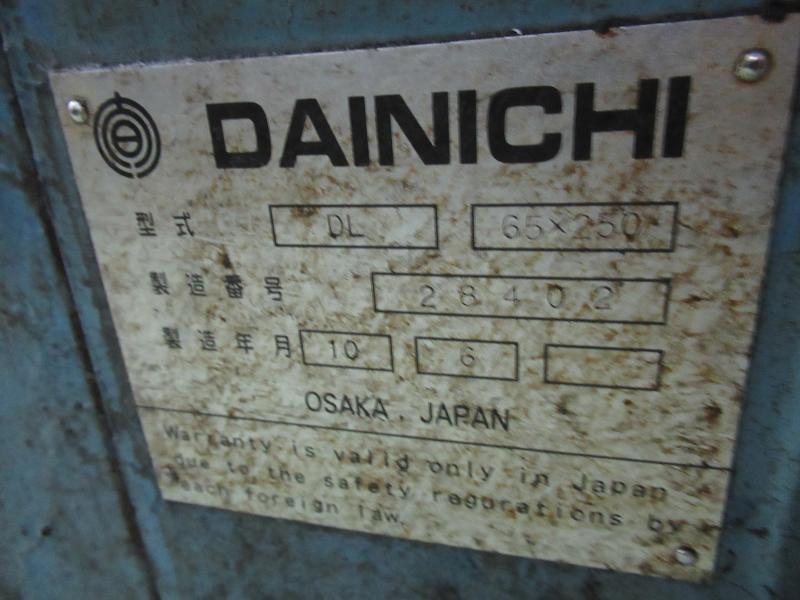 DAINICHI
型式 DL 65×250
製造番号 28402
製造年月 10 6
OSAKA, JAPAN
Warranty is valid only in Japan
due to the safety regorations by
each foreign law.